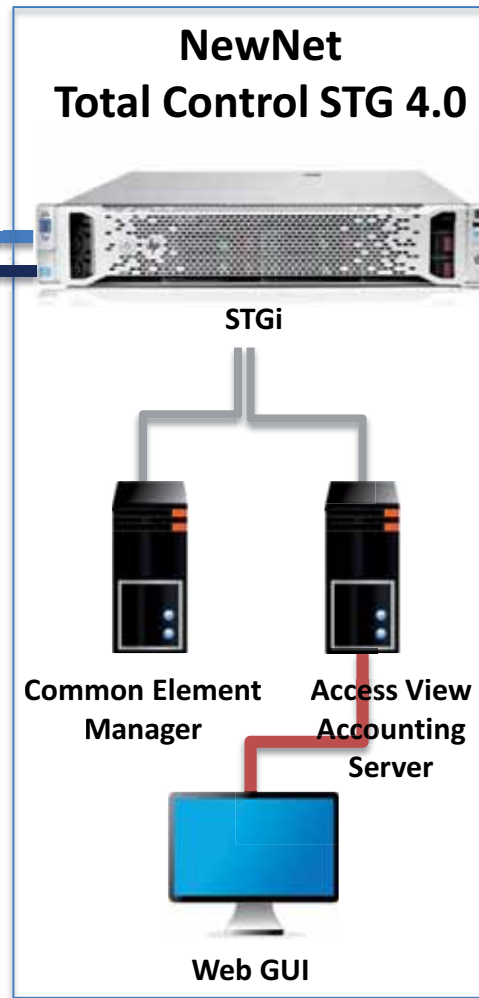 NewNet
Total Control STG 4.0
STGi
Common Element
Manager
Access View
Accounting
Server
Web GUI